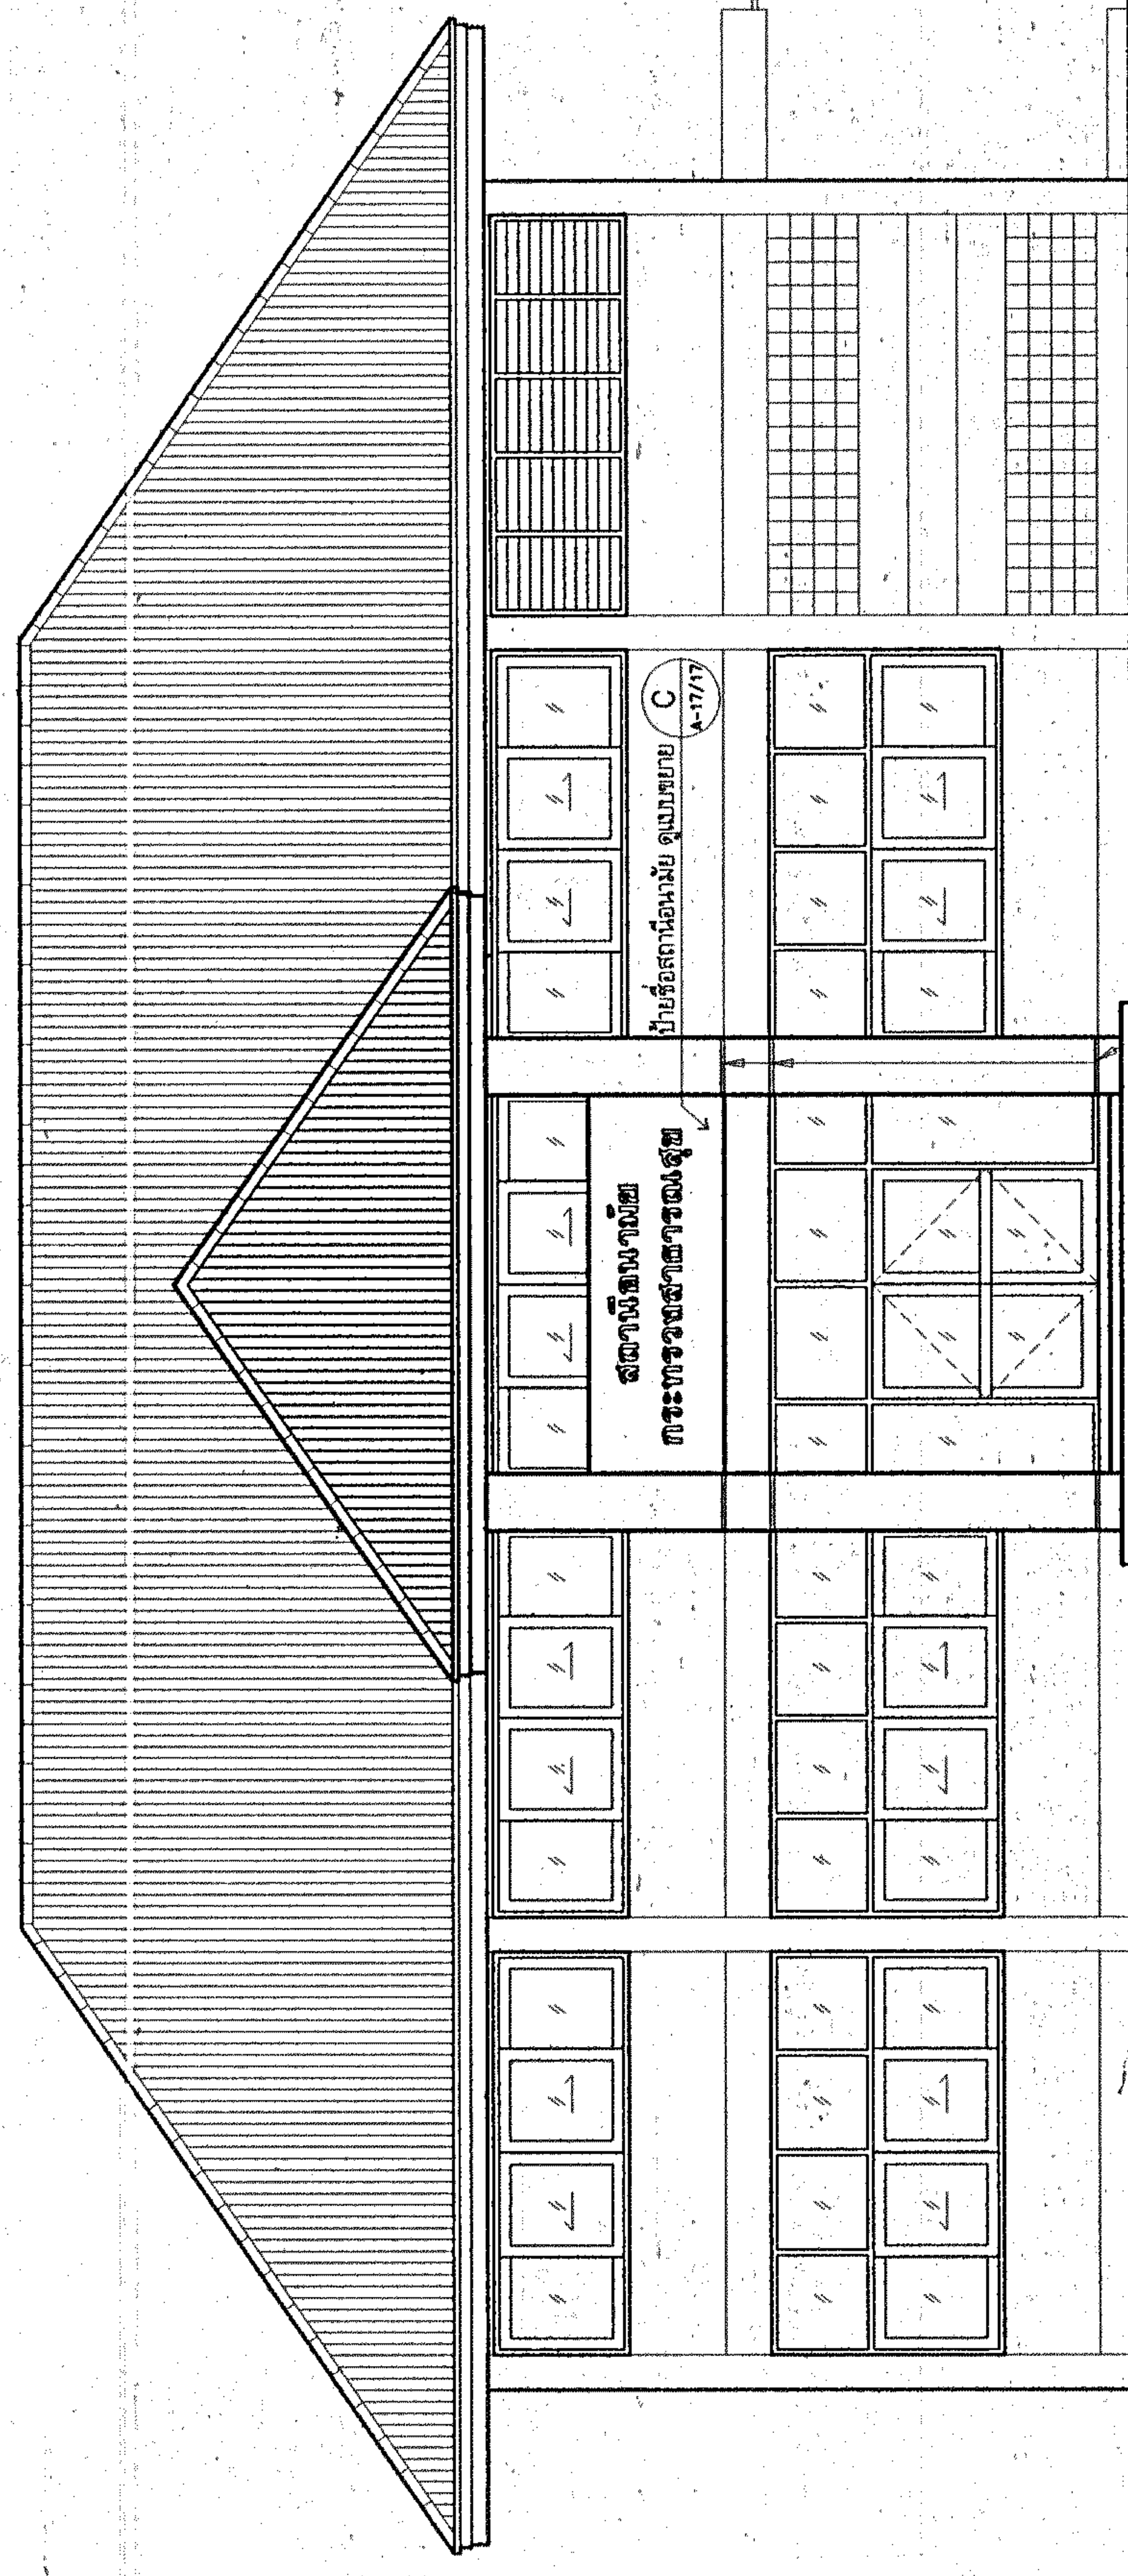 ป้ายชื่อสถานีอนามัย ดูแบบขยาย
C
A-17/17
สถานีอนามัย
กระทรวงสาธารณสุข